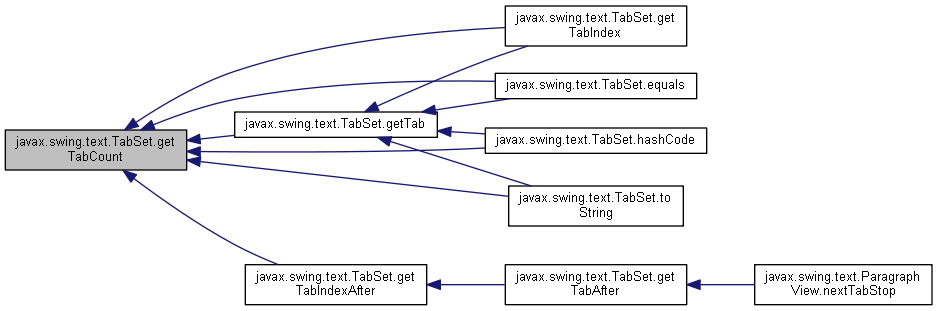 javax.swing.text.TabSet.get
TabIndex
javax.swing.text.TabSet.equals
javax.swing.text.TabSet.getTab
javax.swing.text.TabSet.get
TabCount
javax.swing.text.TabSet.hashCode
javax.swing.text.TabSet.to
String
javax.swing.text.TabSet.get
TabIndexAfter
javax.swing.text.TabSet.get
TabAfter
javax.swing.text.Paragraph
View.nextTabStop